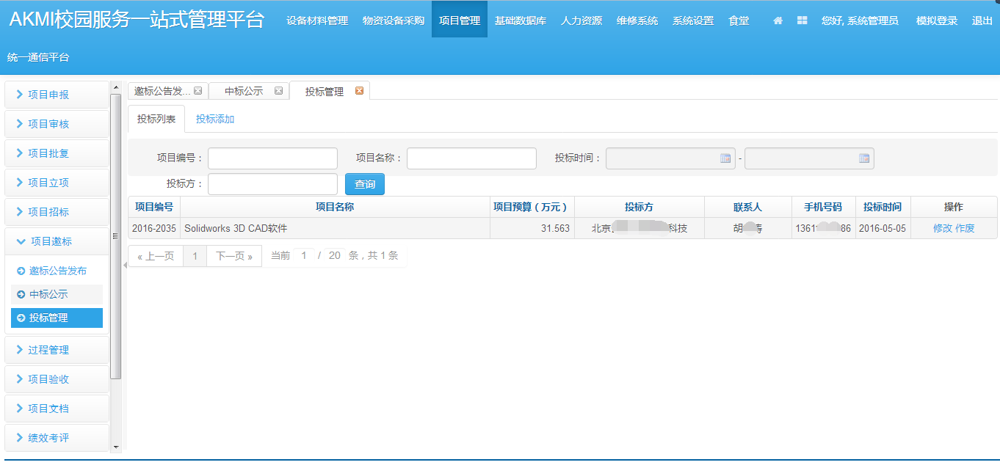 AKMI校园服务一站式管理平台 设备材料管理 物资设备采购 项目管理 基础数据库 人力资源 维修系统 系统设置 食堂 您好, 系统管理员 模拟登录 退出
统一通信平台
项目申报
项目审核
项目批复
项目立项
项目招标
项目邀标
邀标公告发布
中标公示
投标管理
过程管理
项目验收
项目文档
绩效考评
邀标公告发... 中标公示 投标管理
投标列表 投标添加
项目编号： 项目名称： 投标时间： -
投标方： 查询
项目编号 项目名称 项目预算（万元） 投标方 联系人 手机号码 投标时间 操作
2016-2035 Solidworks 3D CAD软件 31.563 北京 科技 胡 1361 86 2016-05-05 修改 作废
« 上一页 1 下一页 » 当前 1 / 20 条，共 1 条